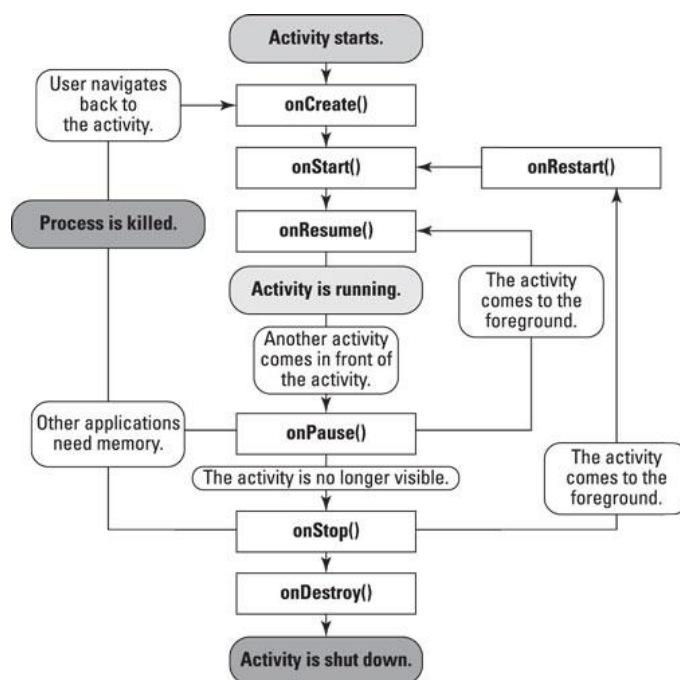 Activity starts.
User navigates
back to
the activity.
onCreate()
onStart()
onRestart()
Process is killed.
onResume()
Activity is running.
The activity
comes to the
foreground.
Another activity
comes in front of
the activity.
Other applications
need memory.
onPause()
The activity is no longer visible.
The activity
comes to the
foreground.
onStop()
onDestroy()
Activity is shut down.